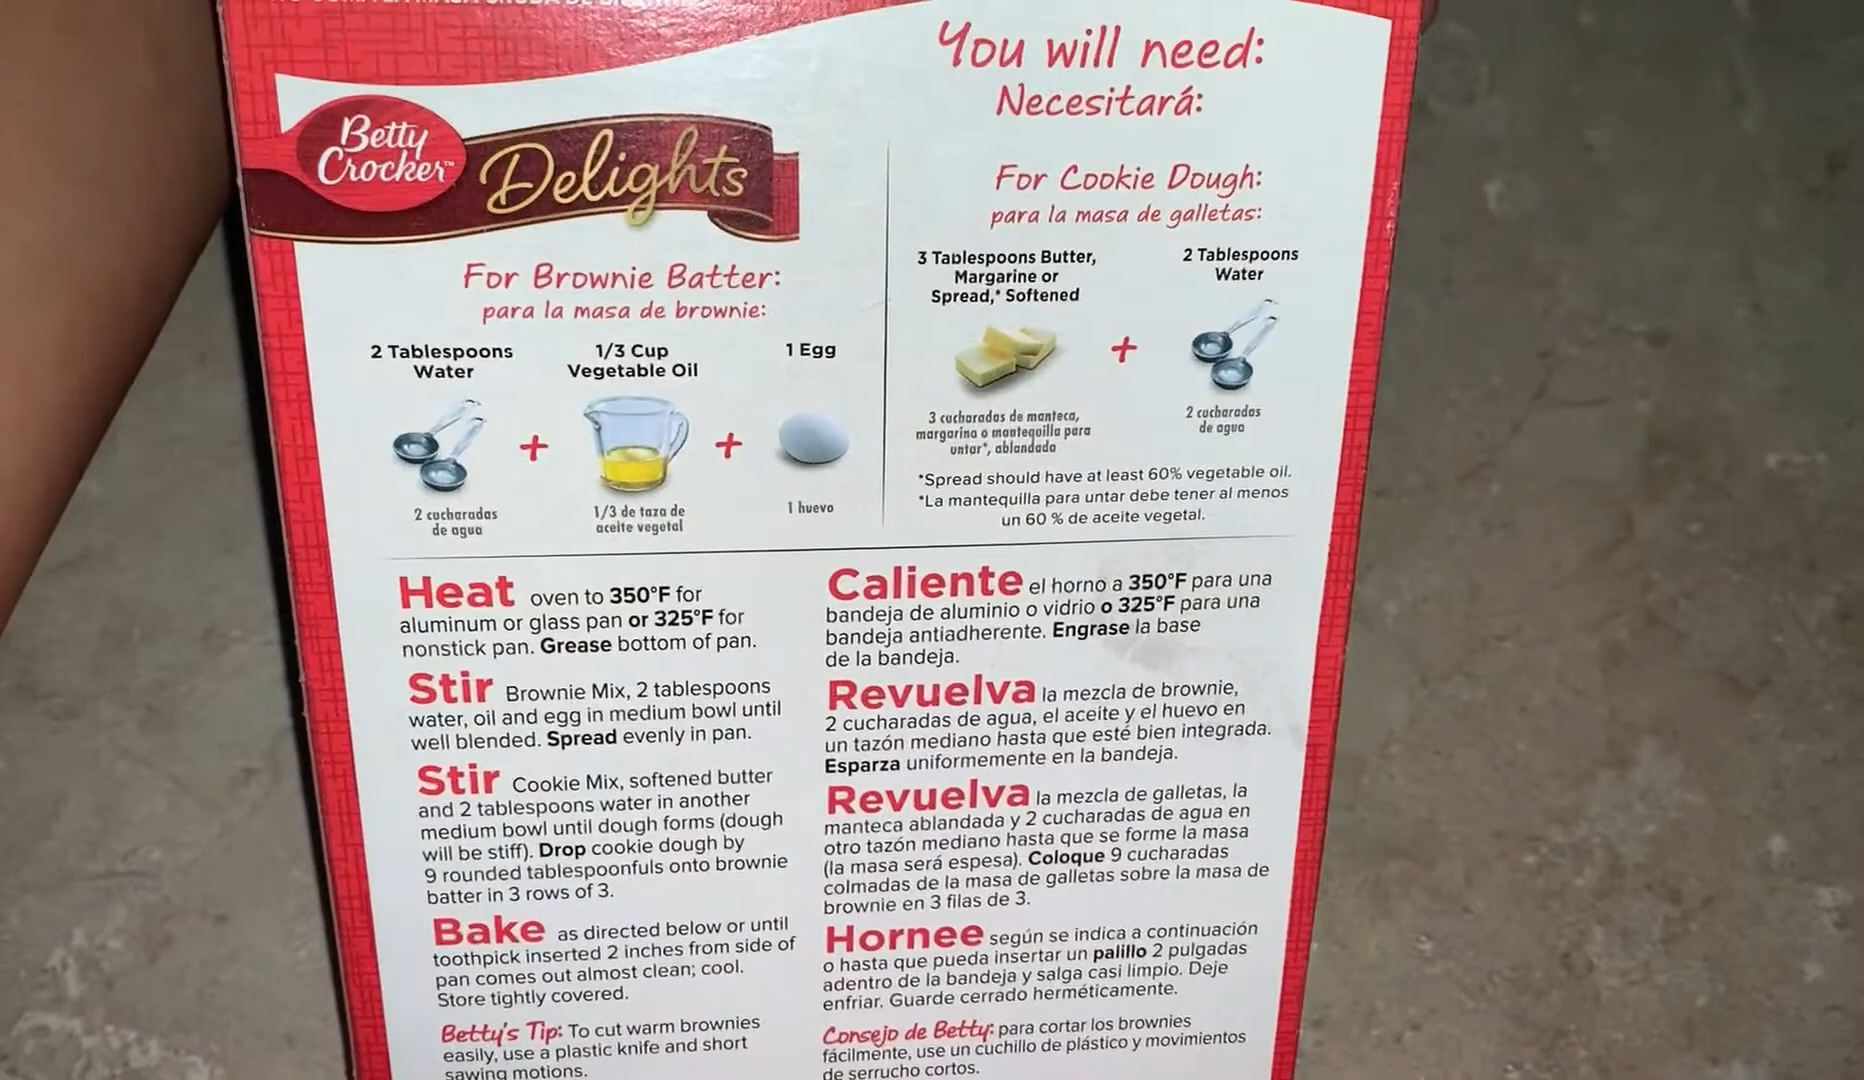 Betty
Crocker™
Delights
You will need:
Necesitará:
For Brownie Batter:
para la masa de brownie:
2 Tablespoons
Water
1/3 Cup
Vegetable Oil
1 Egg
+
+
2 cucharadas
de agua
1/3 de taza de
aceite vegetal
1 huevo
For Cookie Dough:
para la masa de galletas:
3 Tablespoons Butter,
Margarine or
Spread,* Softened
2 Tablespoons
Water
+
3 cucharadas de manteca,
margarina o mantequilla para
untar*, ablandada
2 cucharadas
de agua
*Spread should have at least 60% vegetable oil.
*La mantequilla para untar debe tener al menos
un 60 % de aceite vegetal.
Heat oven to 350°F for
aluminum or glass pan or 325°F for
nonstick pan. Grease bottom of pan.
Stir Brownie Mix, 2 tablespoons
water, oil and egg in medium bowl until
well blended. Spread evenly in pan.
Stir Cookie Mix, softened butter
and 2 tablespoons water in another
medium bowl until dough forms (dough
will be stiff). Drop cookie dough by
9 rounded tablespoonfuls onto brownie
batter in 3 rows of 3.
Bake as directed below or until
toothpick inserted 2 inches from side of
pan comes out almost clean; cool.
Store tightly covered.
Betty's Tip: To cut warm brownies
easily, use a plastic knife and short
sawing motions.
Caliente el horno a 350°F para una
bandeja de aluminio o vidrio o 325°F para una
bandeja antiadherente. Engrase la base
de la bandeja.
Revuelva la mezcla de brownie,
2 cucharadas de agua, el aceite y el huevo en
un tazón mediano hasta que esté bien integrada.
Esparza uniformemente en la bandeja.
Revuelva la mezcla de galletas, la
manteca ablandada y 2 cucharadas de agua en
otro tazón mediano hasta que se forme la masa
(la masa será espesa). Coloque 9 cucharadas
colmadas de la masa de galletas sobre la masa de
brownie en 3 filas de 3.
Hornee según se indica a continuación
o hasta que pueda insertar un palillo 2 pulgadas
adentro de la bandeja y salga casi limpio. Deje
enfriar. Guarde cerrado herméticamente.
Consejo de Betty: para cortar los brownies
fácilmente, use un cuchillo de plástico y movimientos
de serrucho cortos.